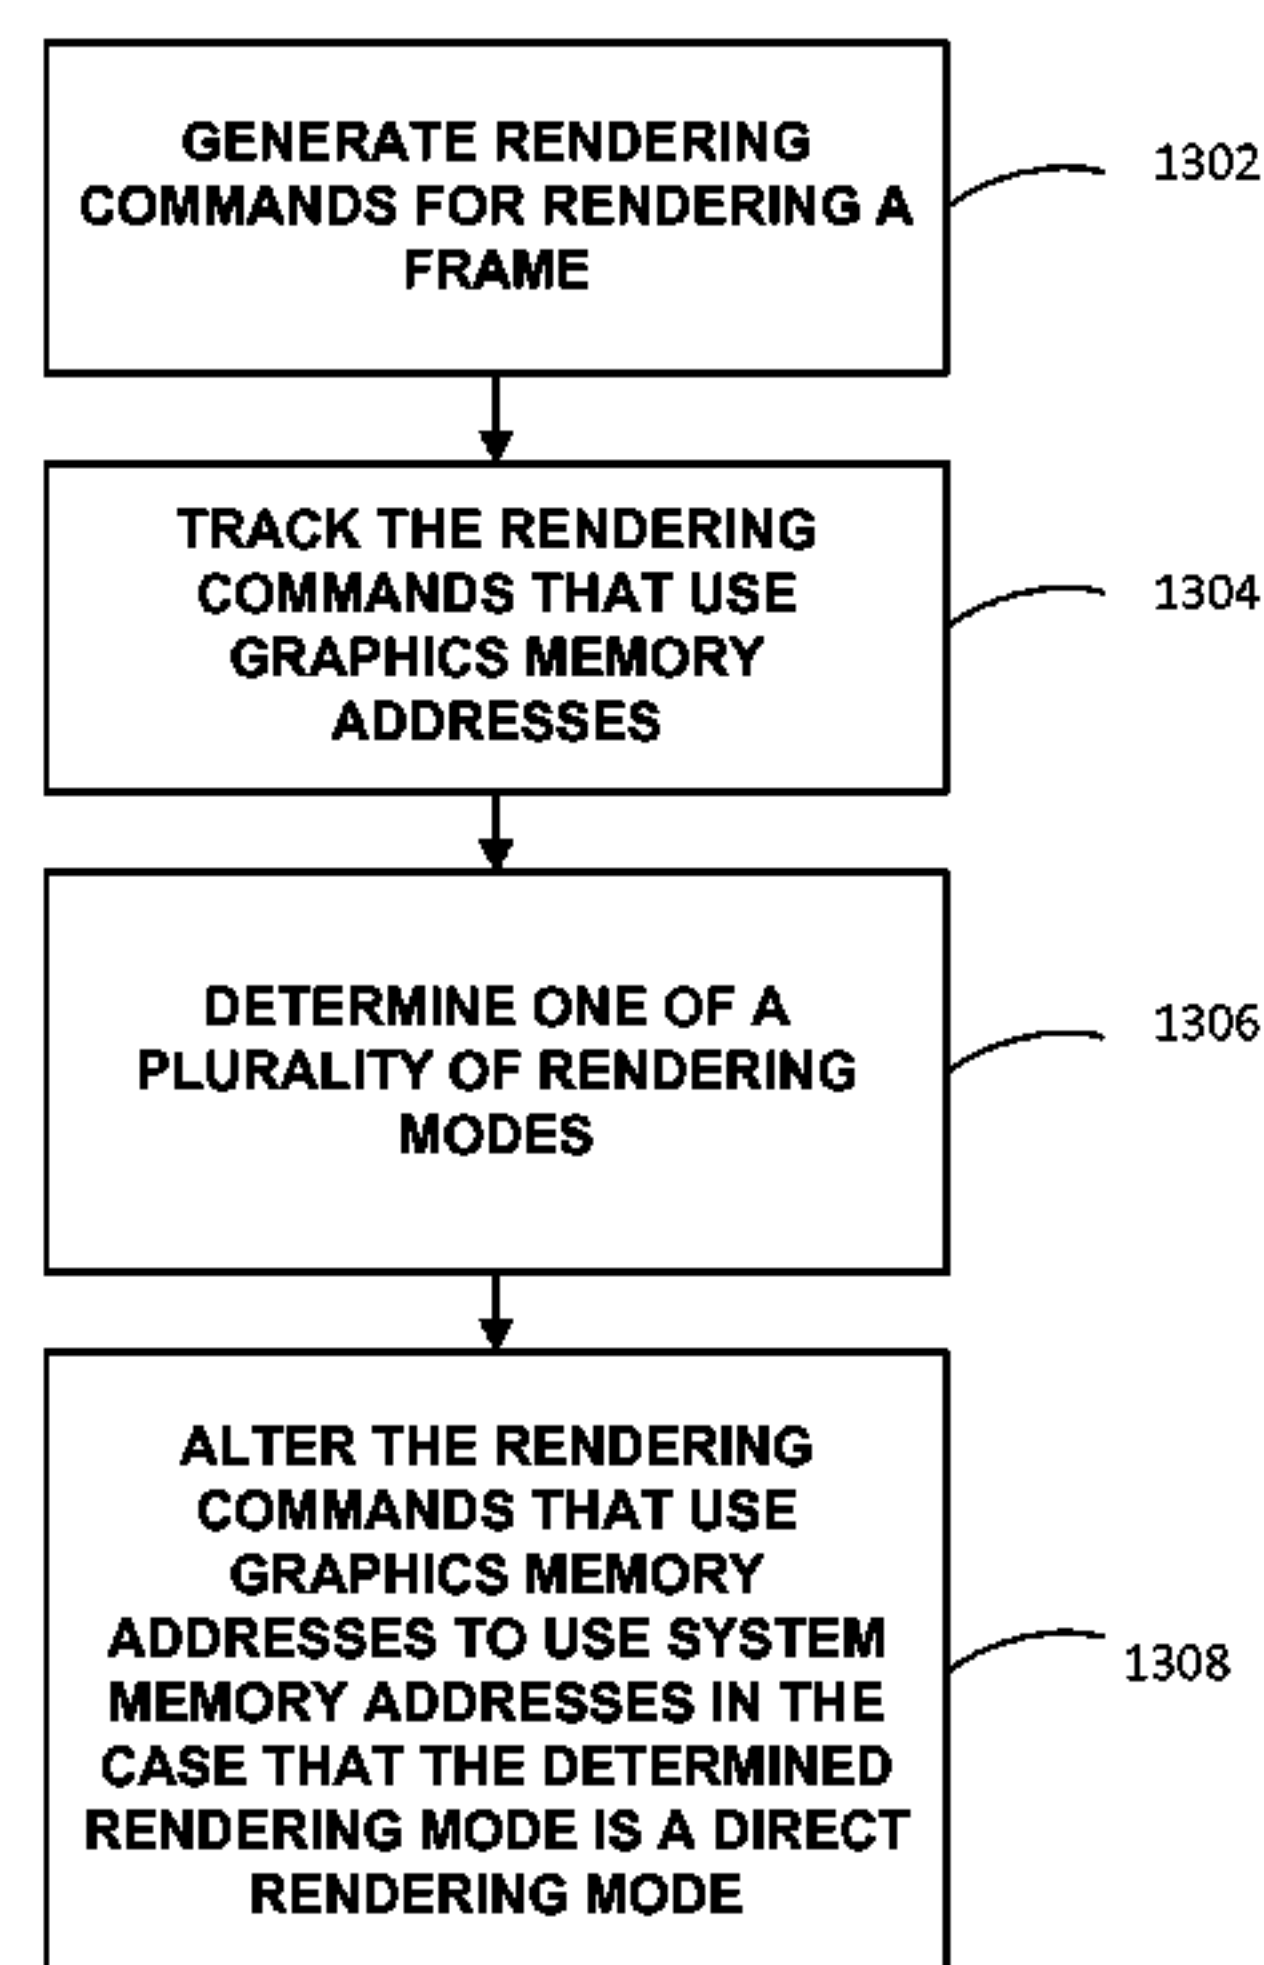 GENERATE RENDERING
COMMANDS FOR RENDERING A
FRAME
1302
TRACK THE RENDERING
COMMANDS THAT USE
GRAPHICS MEMORY
ADDRESSES
1304
DETERMINE ONE OF A
PLURALITY OF RENDERING
MODES
1306
ALTER THE RENDERING
COMMANDS THAT USE
GRAPHICS MEMORY
ADDRESSES TO USE SYSTEM
MEMORY ADDRESSES IN THE
CASE THAT THE DETERMINED
RENDERING MODE IS A DIRECT
RENDERING MODE
1308